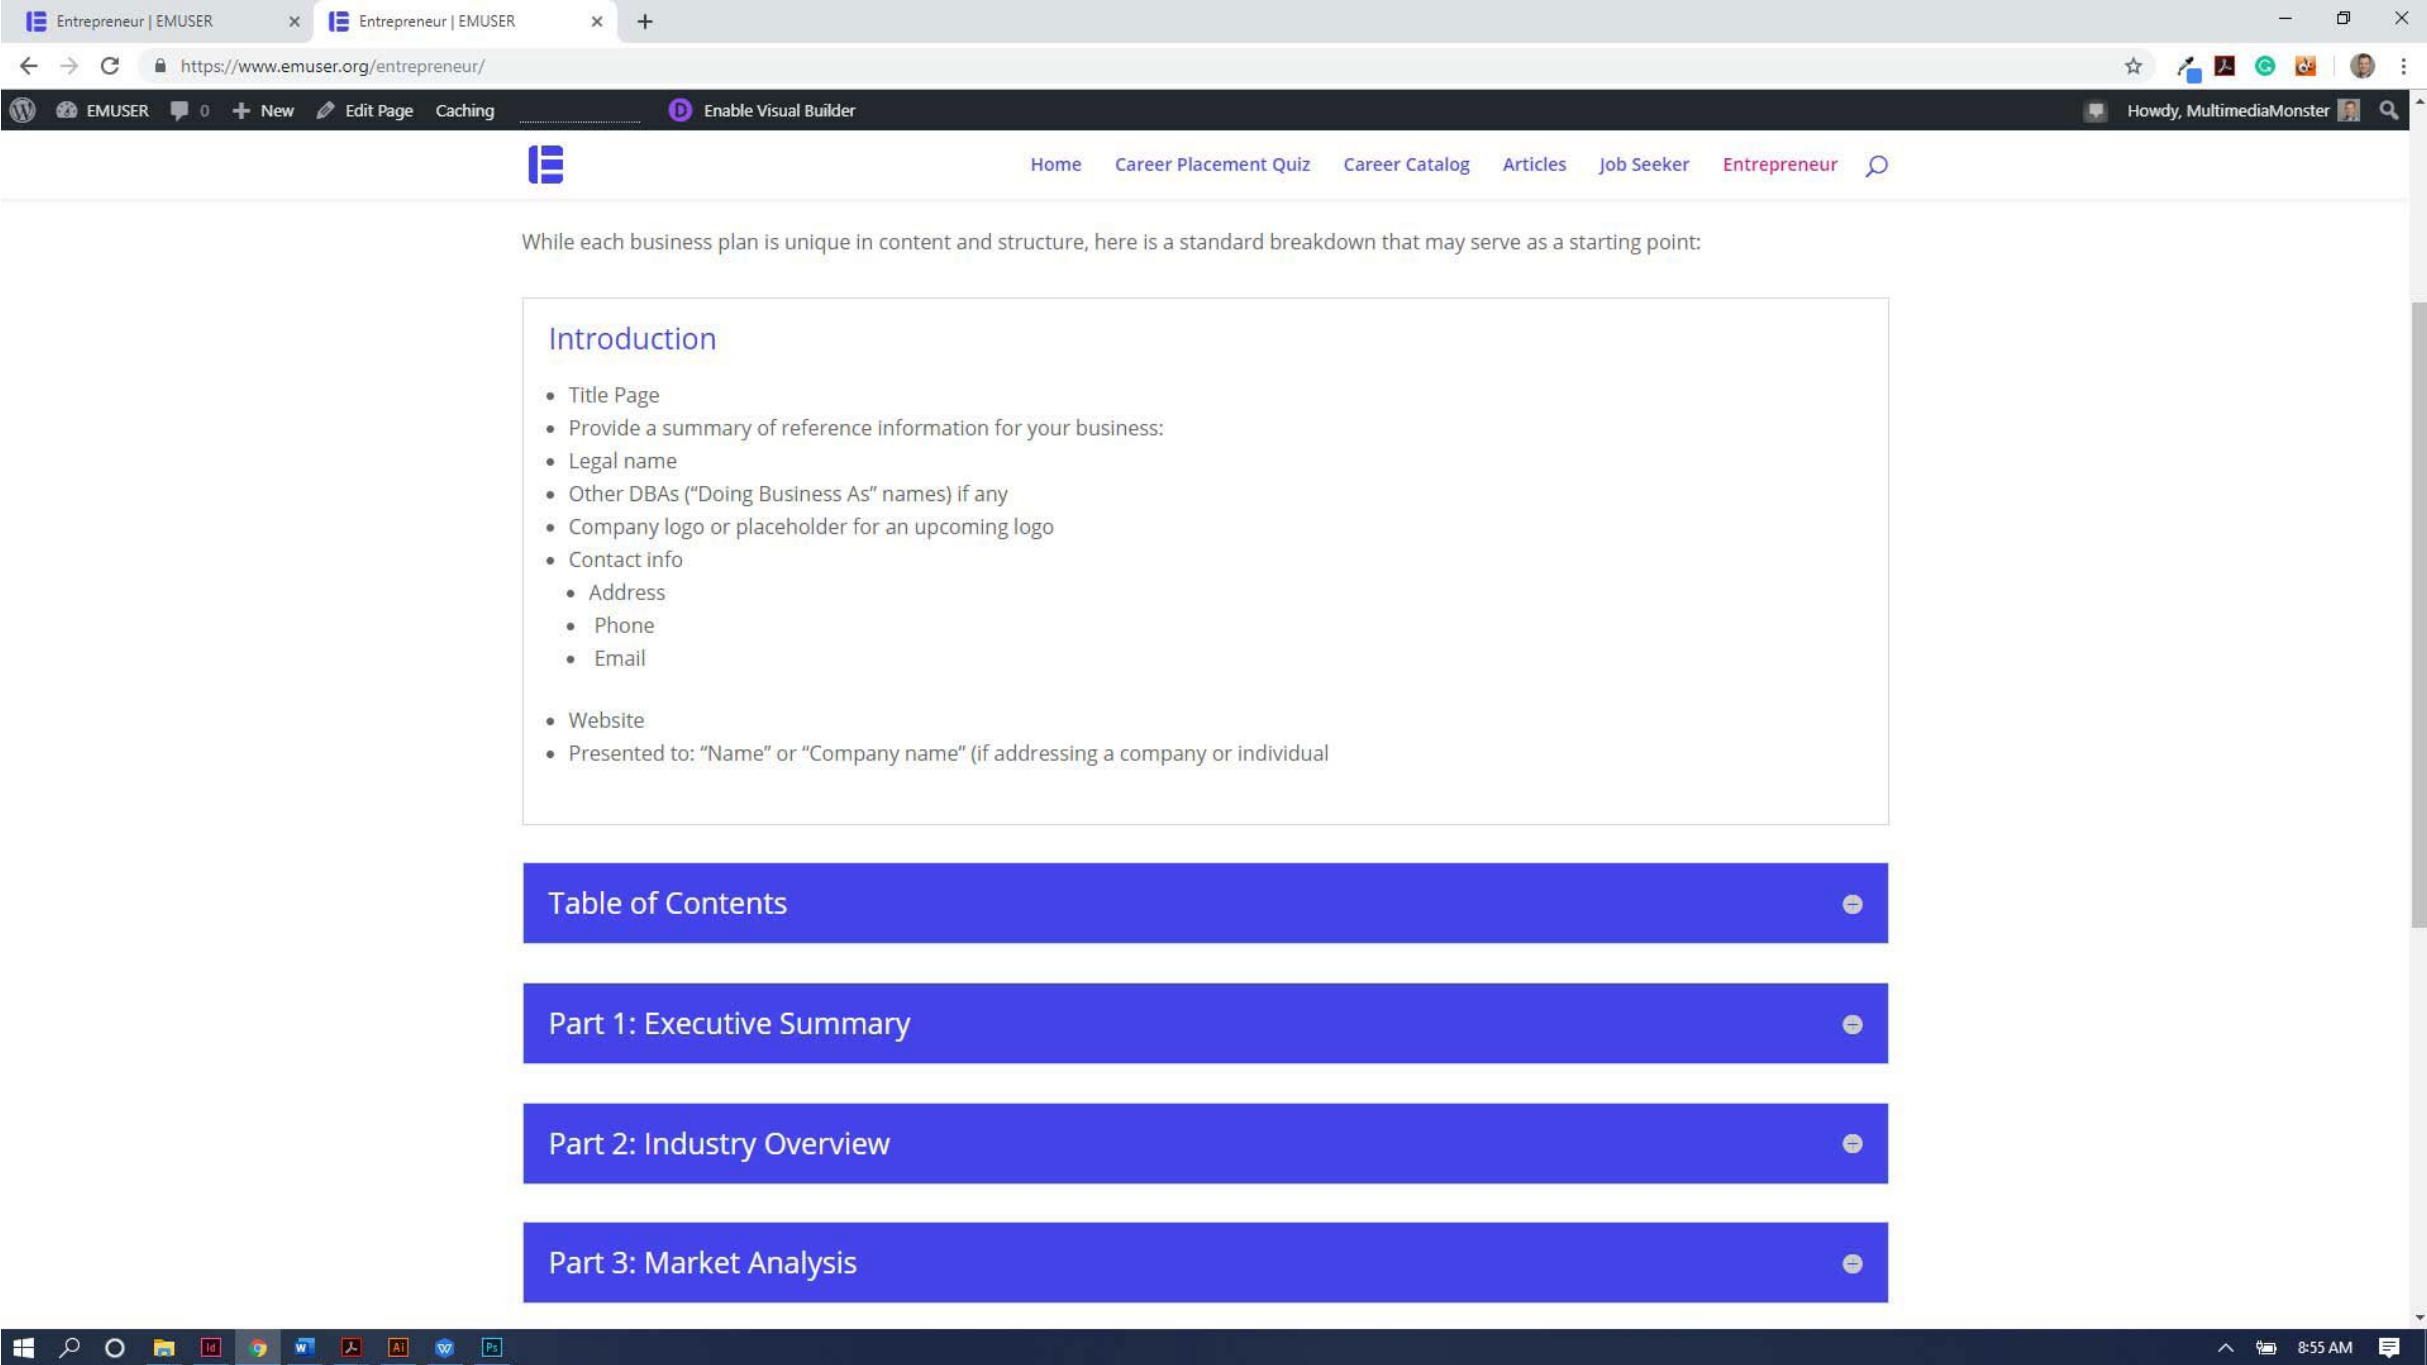 Entrepreneur | EMUSER
Entrepreneur | EMUSER
https://www.emuser.org/entrepreneur/
EMUSER 0 New Edit Page Caching Enable Visual Builder Howdy, MultimediaMonster
Home Career Placement Quiz Career Catalog Articles Job Seeker Entrepreneur
While each business plan is unique in content and structure, here is a standard breakdown that may serve as a starting point:
Introduction
• Title Page
• Provide a summary of reference information for your business:
• Legal name
• Other DBAs (“Doing Business As” names) if any
• Company logo or placeholder for an upcoming logo
• Contact info
• Address
• Phone
• Email
• Website
• Presented to: “Name” or “Company name” (if addressing a company or individual
Table of Contents
Part 1: Executive Summary
Part 2: Industry Overview
Part 3: Market Analysis
Id W Ai W Ps 8:55 AM